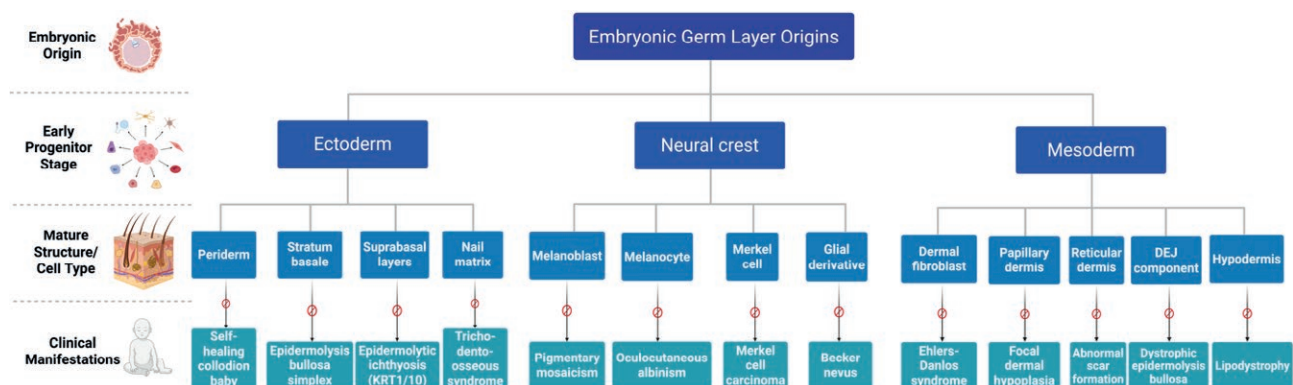 Embryonic
Origin
Embryonic Germ Layer Origins
Early
Progenitor
Stage
Ectoderm
Neural crest
Mesoderm
Mature
Structure/
Cell Type
Periderm
Stratum
basale
Suprabasal
layers
Nail
matrix
Melanoblast
Melanocyte
Merkel
cell
Glial
derivative
Dermal
fibroblast
Papillary
dermis
Reticular
dermis
DEJ
component
Hypodermis
Clinical
Manifestations
Self-
healing
collodion
baby
Epidermolysis
bullosa
simplex
Epidermolytic
ichthyosis
(KRT1/10)
Tricho-
dento-
osseous
syndrome
Pigmentary
mosaicism
Oculocutaneous
albinism
Merkel
cell
carcinoma
Becker
nevus
Ehlers-
Danlos
syndrome
Focal
dermal
hypoplasia
Abnormal
scar
formation
Dystrophic
epidermolysis
bullosa
Lipodystrophy